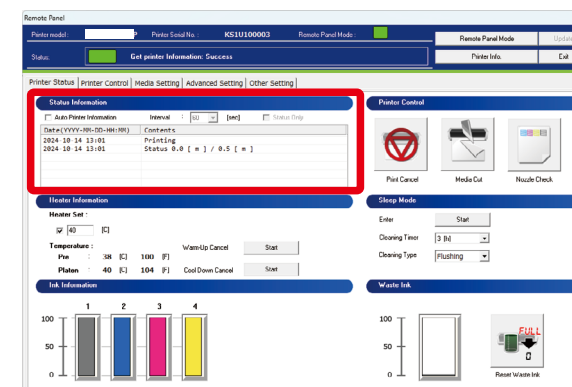 Remote Panel
Printer model : P Printer Serial No. : K51U100003 Remote Panel Mode : Remote Panel Mode Update
Status: Get printer Information: Success Printer Info. Exit
Printer Status Printer Control Media Setting Advanced Setting Other Setting
Status Information Printer Control
Auto Printer Information Interval : 60 [sec] Status Only
Date(YYYY-MM-DD-HH:MM) Contents
2024-10-14 13:01 Printing
2024-10-14 13:01 Status 0.0 [ m ] / 0.5 [ m ]
Print Cancel Media Cut Nozzle Check
Heater Information Sleep Mode
Heater Set :
Enter Start
40 [C]
Cleaning Timer 3 [h]
Temperature :
Warm-Up Cancel Start
Pre : 38 [C] 100 [F]
Cleaning Type Flushing
Platen : 40 [C] 104 [F] Cool Down Cancel Start
Ink Information Waste Ink
1 2 3 4
100 100
50 50
0 0
FULL
0
Reset Waste Ink